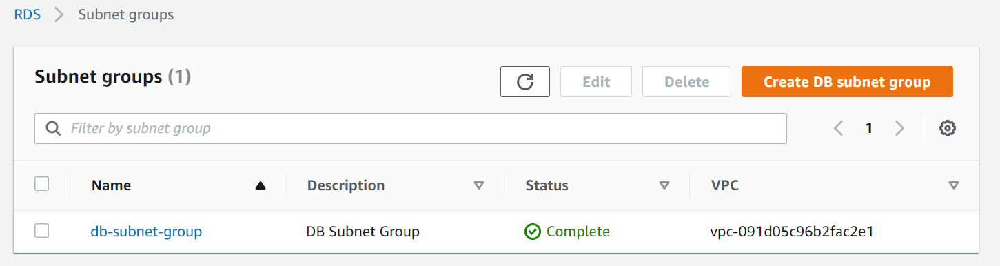 RDS > Subnet groups
Subnet groups (1)
Edit Delete Create DB subnet group
Filter by subnet group
1
Name Description Status VPC
db-subnet-group DB Subnet Group Complete vpc-091d05c96b2fac2e1